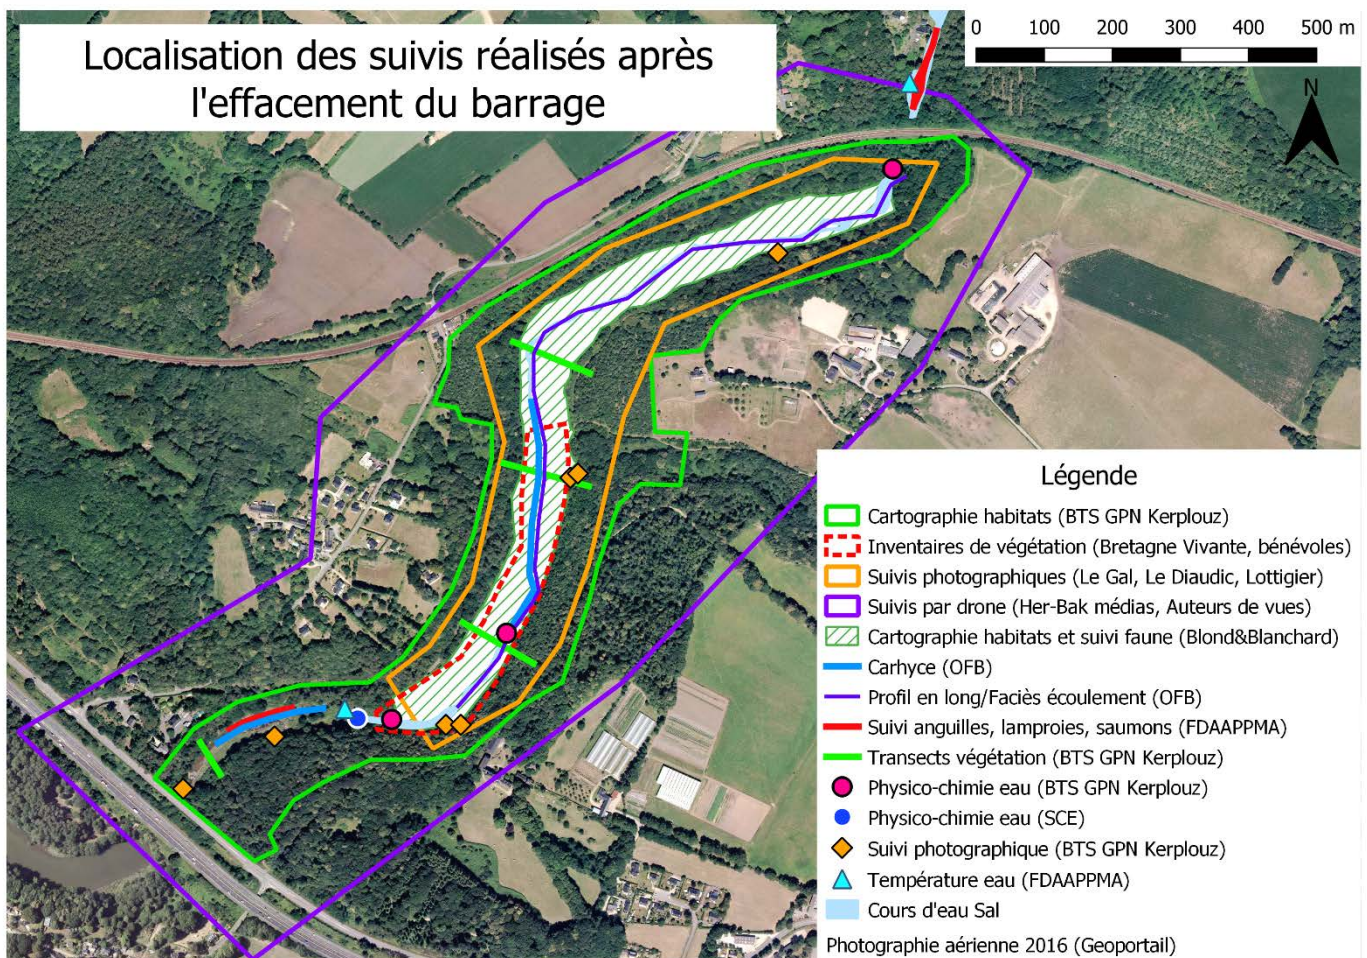 Localisation des suivis réalisés après
l'effacement du barrage
0 100 200 300 400 500 m
N
Légende
Cartographie habitats (BTS GPN Kerplouz)
Inventaires de végétation (Bretagne Vivante, bénévoles)
Suivis photographiques (Le Gal, Le Diaudic, Lottigier)
Suivis par drone (Her-Bak médias, Auteurs de vues)
Cartographie habitats et suivi faune (Blond&Blanchard)
Carhyce (OFB)
Profil en long/Faciès écoulement (OFB)
Suivi anguilles, lamproies, saumons (FDAAPPMA)
Transects végétation (BTS GPN Kerplouz)
Physico-chimie eau (BTS GPN Kerplouz)
Physico-chimie eau (SCE)
Suivi photographique (BTS GPN Kerplouz)
Température eau (FDAAPPMA)
Cours d'eau Sal
Photographie aérienne 2016 (Geoportail)